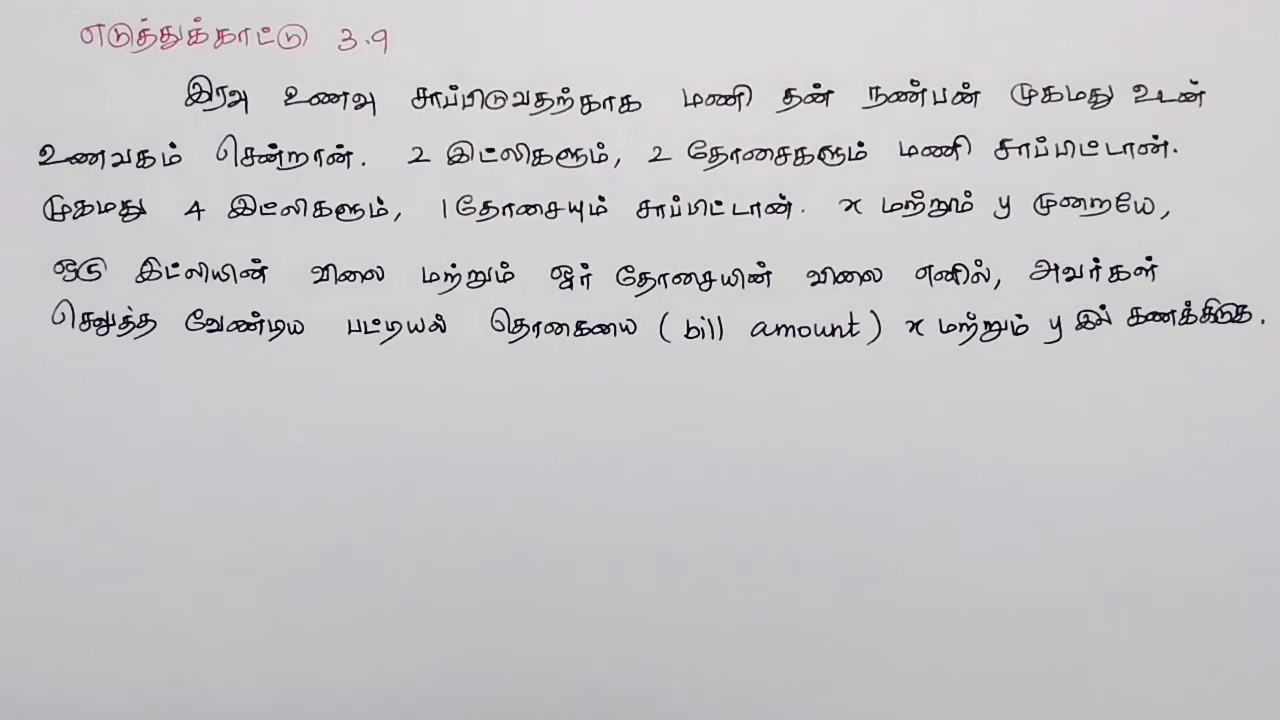 எடுத்துக்காட்டு 3.9
இரவு உணவு சாப்பிடுவதற்காக மணி தன் நண்பன் முகமது உடன்
உணவகம் சென்றான். 2 இட்லிகளும், 2 தோசைகளும் மணி சாப்பிட்டான்.
முகமது 4 இட்லிகளும், 1 தோசையும் சாப்பிட்டான். x மற்றும் y முறையே,
ஒரு இட்லியின் விலை மற்றும் ஓர் தோசையின் விலை எனில், அவர்கள்
செலுத்த வேண்டிய பட்டியல் தொகையை ( bill amount ) x மற்றும் y இல் கணக்கிடுக.